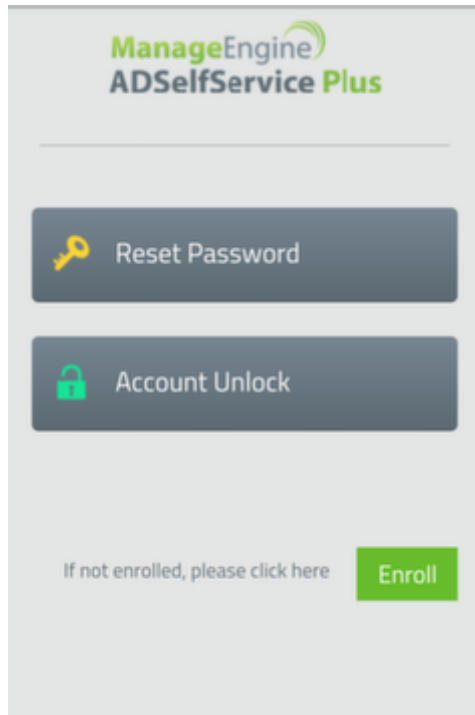 ManageEngine
ADSelfService Plus
Reset Password
Account Unlock
If not enrolled, please click here
Enroll